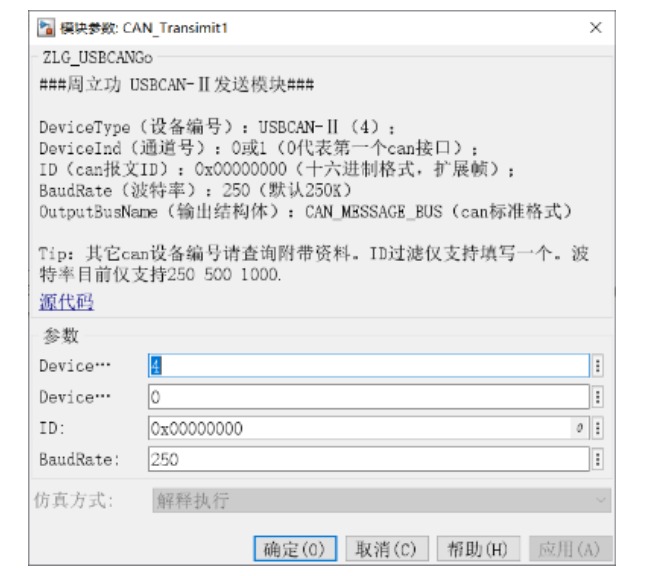 模块参数: CAN_Transimit1
ZLG_USBCANGo
###周立功 USBCAN-Ⅱ发送模块###
DeviceType（设备编号）: USBCAN-Ⅱ（4）;
DeviceInd（通道号）: 0或1（0代表第一个can接口）;
ID（can报文ID）: 0x00000000（十六进制格式，扩展帧）;
BaudRate（波特率）: 250（默认250K）
OutputBusName（输出结构体）: CAN_MESSAGE_BUS（can标准格式）
Tip: 其它can设备编号请查询附带资料。ID过滤仅支持填写一个。波
特率目前仅支持250 500 1000.
源代码
参数
Device… 4
Device… 0
ID: 0x00000000
BaudRate: 250
仿真方式: 解释执行
确定(O) 取消(C) 帮助(H) 应用(A)